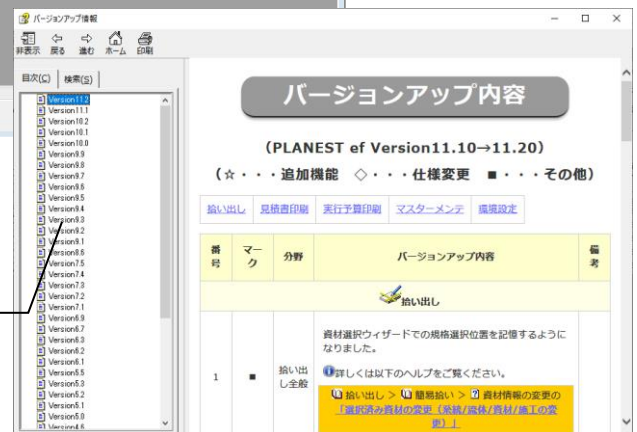 バージョンアップ情報
非表示 戻る 進む ホーム 印刷
目次(C) 検索(S)
Version11.2
Version11.1
Version10.2
Version10.1
Version10.0
Version9.9
Version9.8
Version9.7
Version9.6
Version9.5
Version9.4
Version9.3
Version9.2
Version9.1
Version8.6
Version7.5
Version7.4
Version7.3
Version7.2
Version7.1
Version6.9
Version6.7
Version6.3
Version6.2
Version6.1
Version5.5
Version5.3
Version5.2
Version5.1
Version5.0
Version4.6
バージョンアップ内容
(PLANEST ef Version11.10→11.20)
(☆・・・追加機能 ◇・・・仕様変更 ■・・・その他)
拾い出し 見積書印刷 実行予算印刷 マスターメンテ 環境設定
番号 マーク 分野 バージョンアップ内容 備考
拾い出し
1 ■ 拾い出し全般
資材選択ウィザードでの規格選択位置を記憶するように
なりました。
詳しくは以下のヘルプをご覧ください。
拾い出し > 簡易拾い > 資材情報の変更の
「選択済み資材の変更（系統/流体/資材/施工の変
更）」